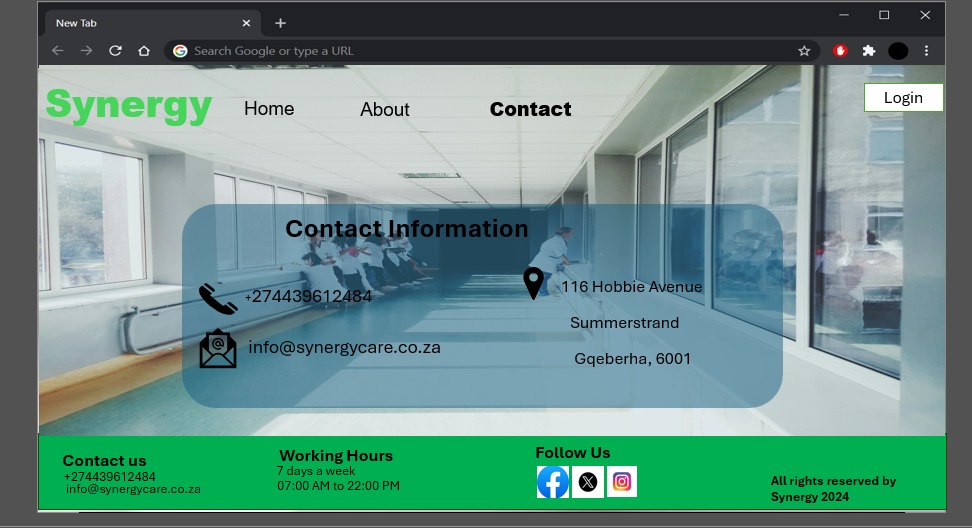 New Tab
Search Google or type a URL
Synergy Home About Contact Login
Contact Information
+274439612484
info@synergycare.co.za
116 Hobbie Avenue
Summerstrand
Gqeberha, 6001
Contact us
+274439612484
info@synergycare.co.za
Working Hours
7 days a week
07:00 AM to 22:00 PM
Follow Us
All rights reserved by
Synergy 2024